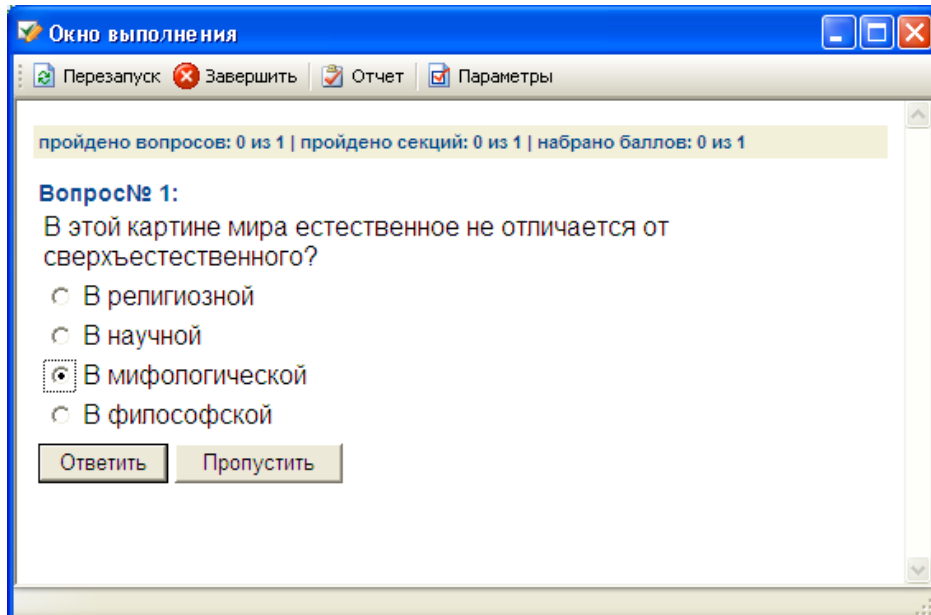 Окно выполнения
Перезапуск Завершить Отчет Параметры
пройдено вопросов: 0 из 1 | пройдено секций: 0 из 1 | набрано баллов: 0 из 1
Вопрос№ 1:
В этой картине мира естественное не отличается от
сверхъестественного?
В религиозной
В научной
В мифологической
В философской
Ответить Пропустить